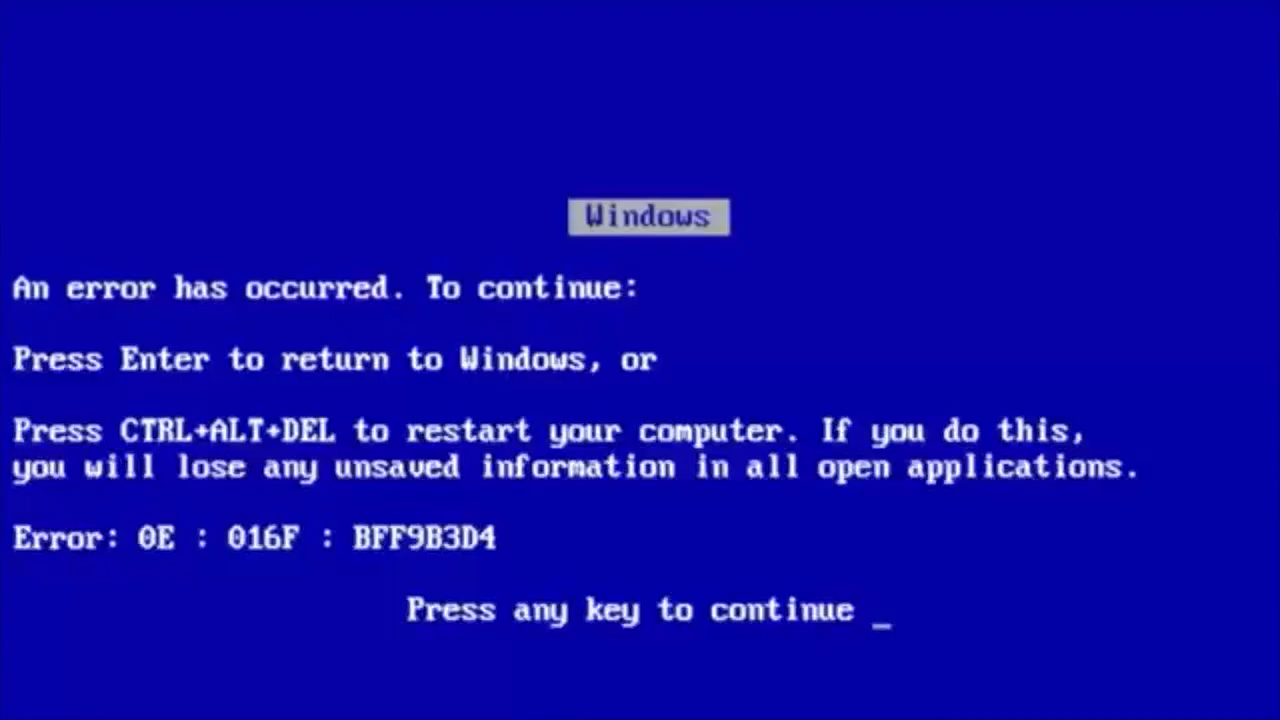 Windows
An error has occurred. To continue:
Press Enter to return to Windows, or
Press CTRL+ALT+DEL to restart your computer. If you do this,
you will lose any unsaved information in all open applications.
Error: 0E : 016F : BFF9B3D4
Press any key to continue _